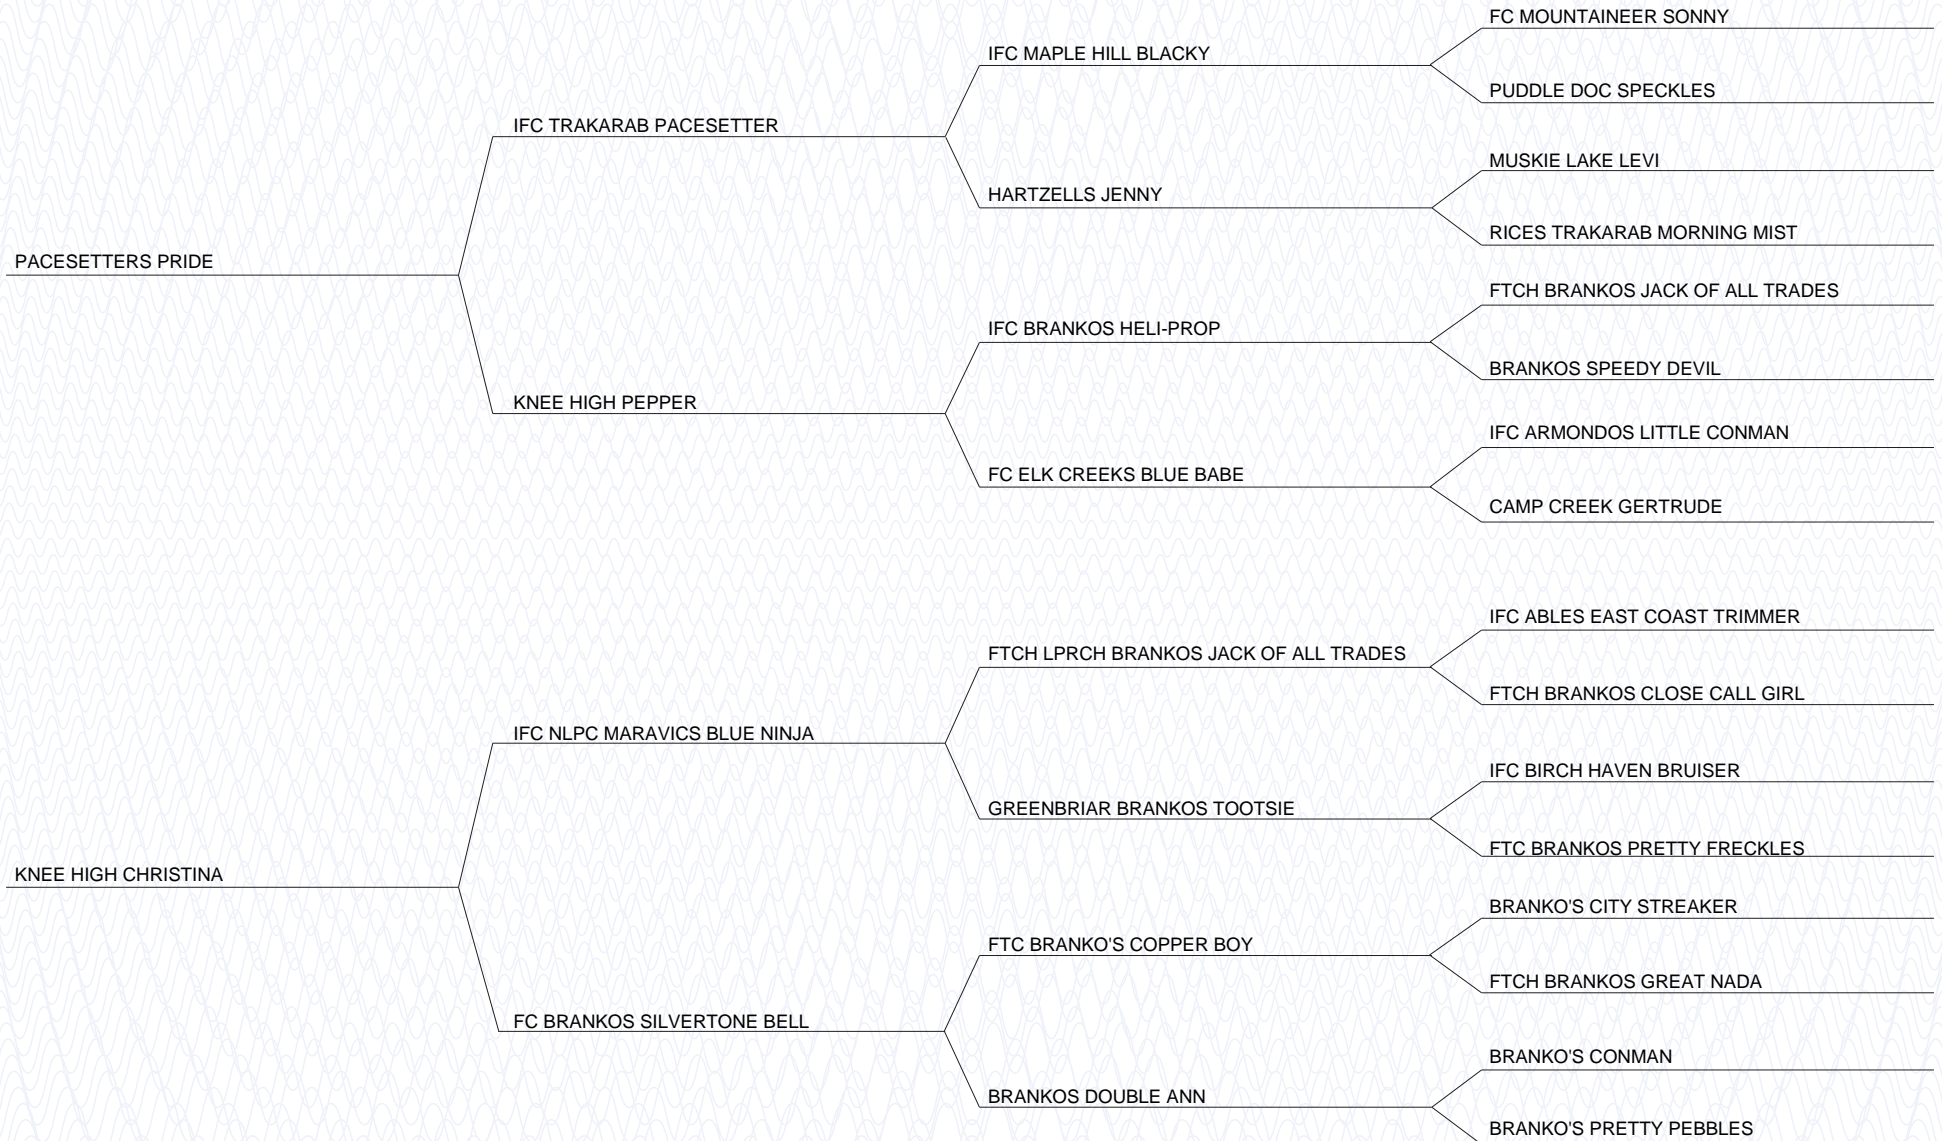 FC MOUNTAINEER SONNY
IFC MAPLE HILL BLACKY
PUDDLE DOC SPECKLES
IFC TRAKARAB PACESETTER
MUSKIE LAKE LEVI
HARTZELLS JENNY
RICES TRAKARAB MORNING MIST
PACESETTERS PRIDE
FTCH BRANKOS JACK OF ALL TRADES
IFC BRANKOS HELI-PROP
BRANKOS SPEEDY DEVIL
KNEE HIGH PEPPER
IFC ARMONDOS LITTLE CONMAN
FC ELK CREEKS BLUE BABE
CAMP CREEK GERTRUDE
IFC ABLES EAST COAST TRIMMER
FTCH LPRCH BRANKOS JACK OF ALL TRADES
FTCH BRANKOS CLOSE CALL GIRL
IFC NLPC MARAVICS BLUE NINJA
IFC BIRCH HAVEN BRUISER
GREENBRIAR BRANKOS TOOTSIE
FTC BRANKOS PRETTY FRECKLES
KNEE HIGH CHRISTINA
BRANKO'S CITY STREAKER
FTC BRANKO'S COPPER BOY
FTCH BRANKOS GREAT NADA
FC BRANKOS SILVERTONE BELL
BRANKO'S CONMAN
BRANKOS DOUBLE ANN
BRANKO'S PRETTY PEBBLES